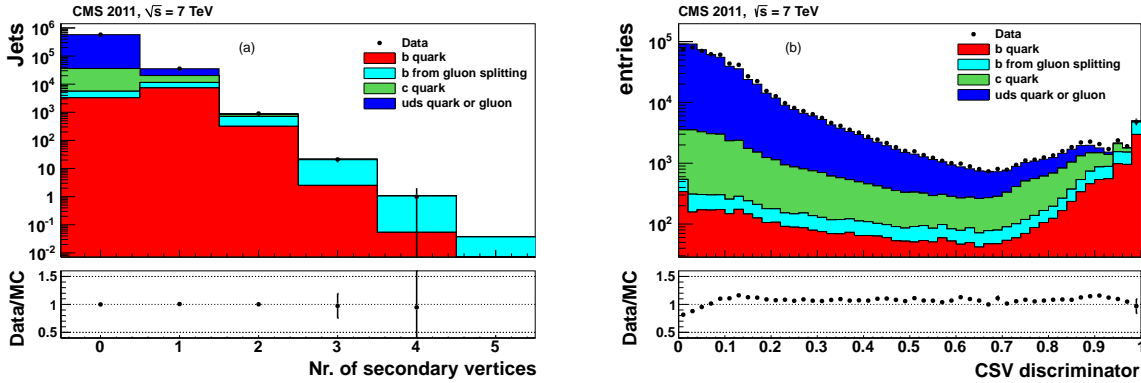 CMS 2011, √s = 7 TeV
Jets
10⁶
10⁵
10⁴
10³
10²
10
1
10⁻¹
10⁻²
(a)
Data
b quark
b from gluon splitting
c quark
uds quark or gluon
Data/MC
1.5
1
0.5
0 1 2 3 4 5
Nr. of secondary vertices
CMS 2011, √s = 7 TeV
entries
10⁵
10⁴
10³
10²
(b)
Data
b quark
b from gluon splitting
c quark
uds quark or gluon
Data/MC
1.5
1
0.5
0 0.1 0.2 0.3 0.4 0.5 0.6 0.7 0.8 0.9 1
CSV discriminator